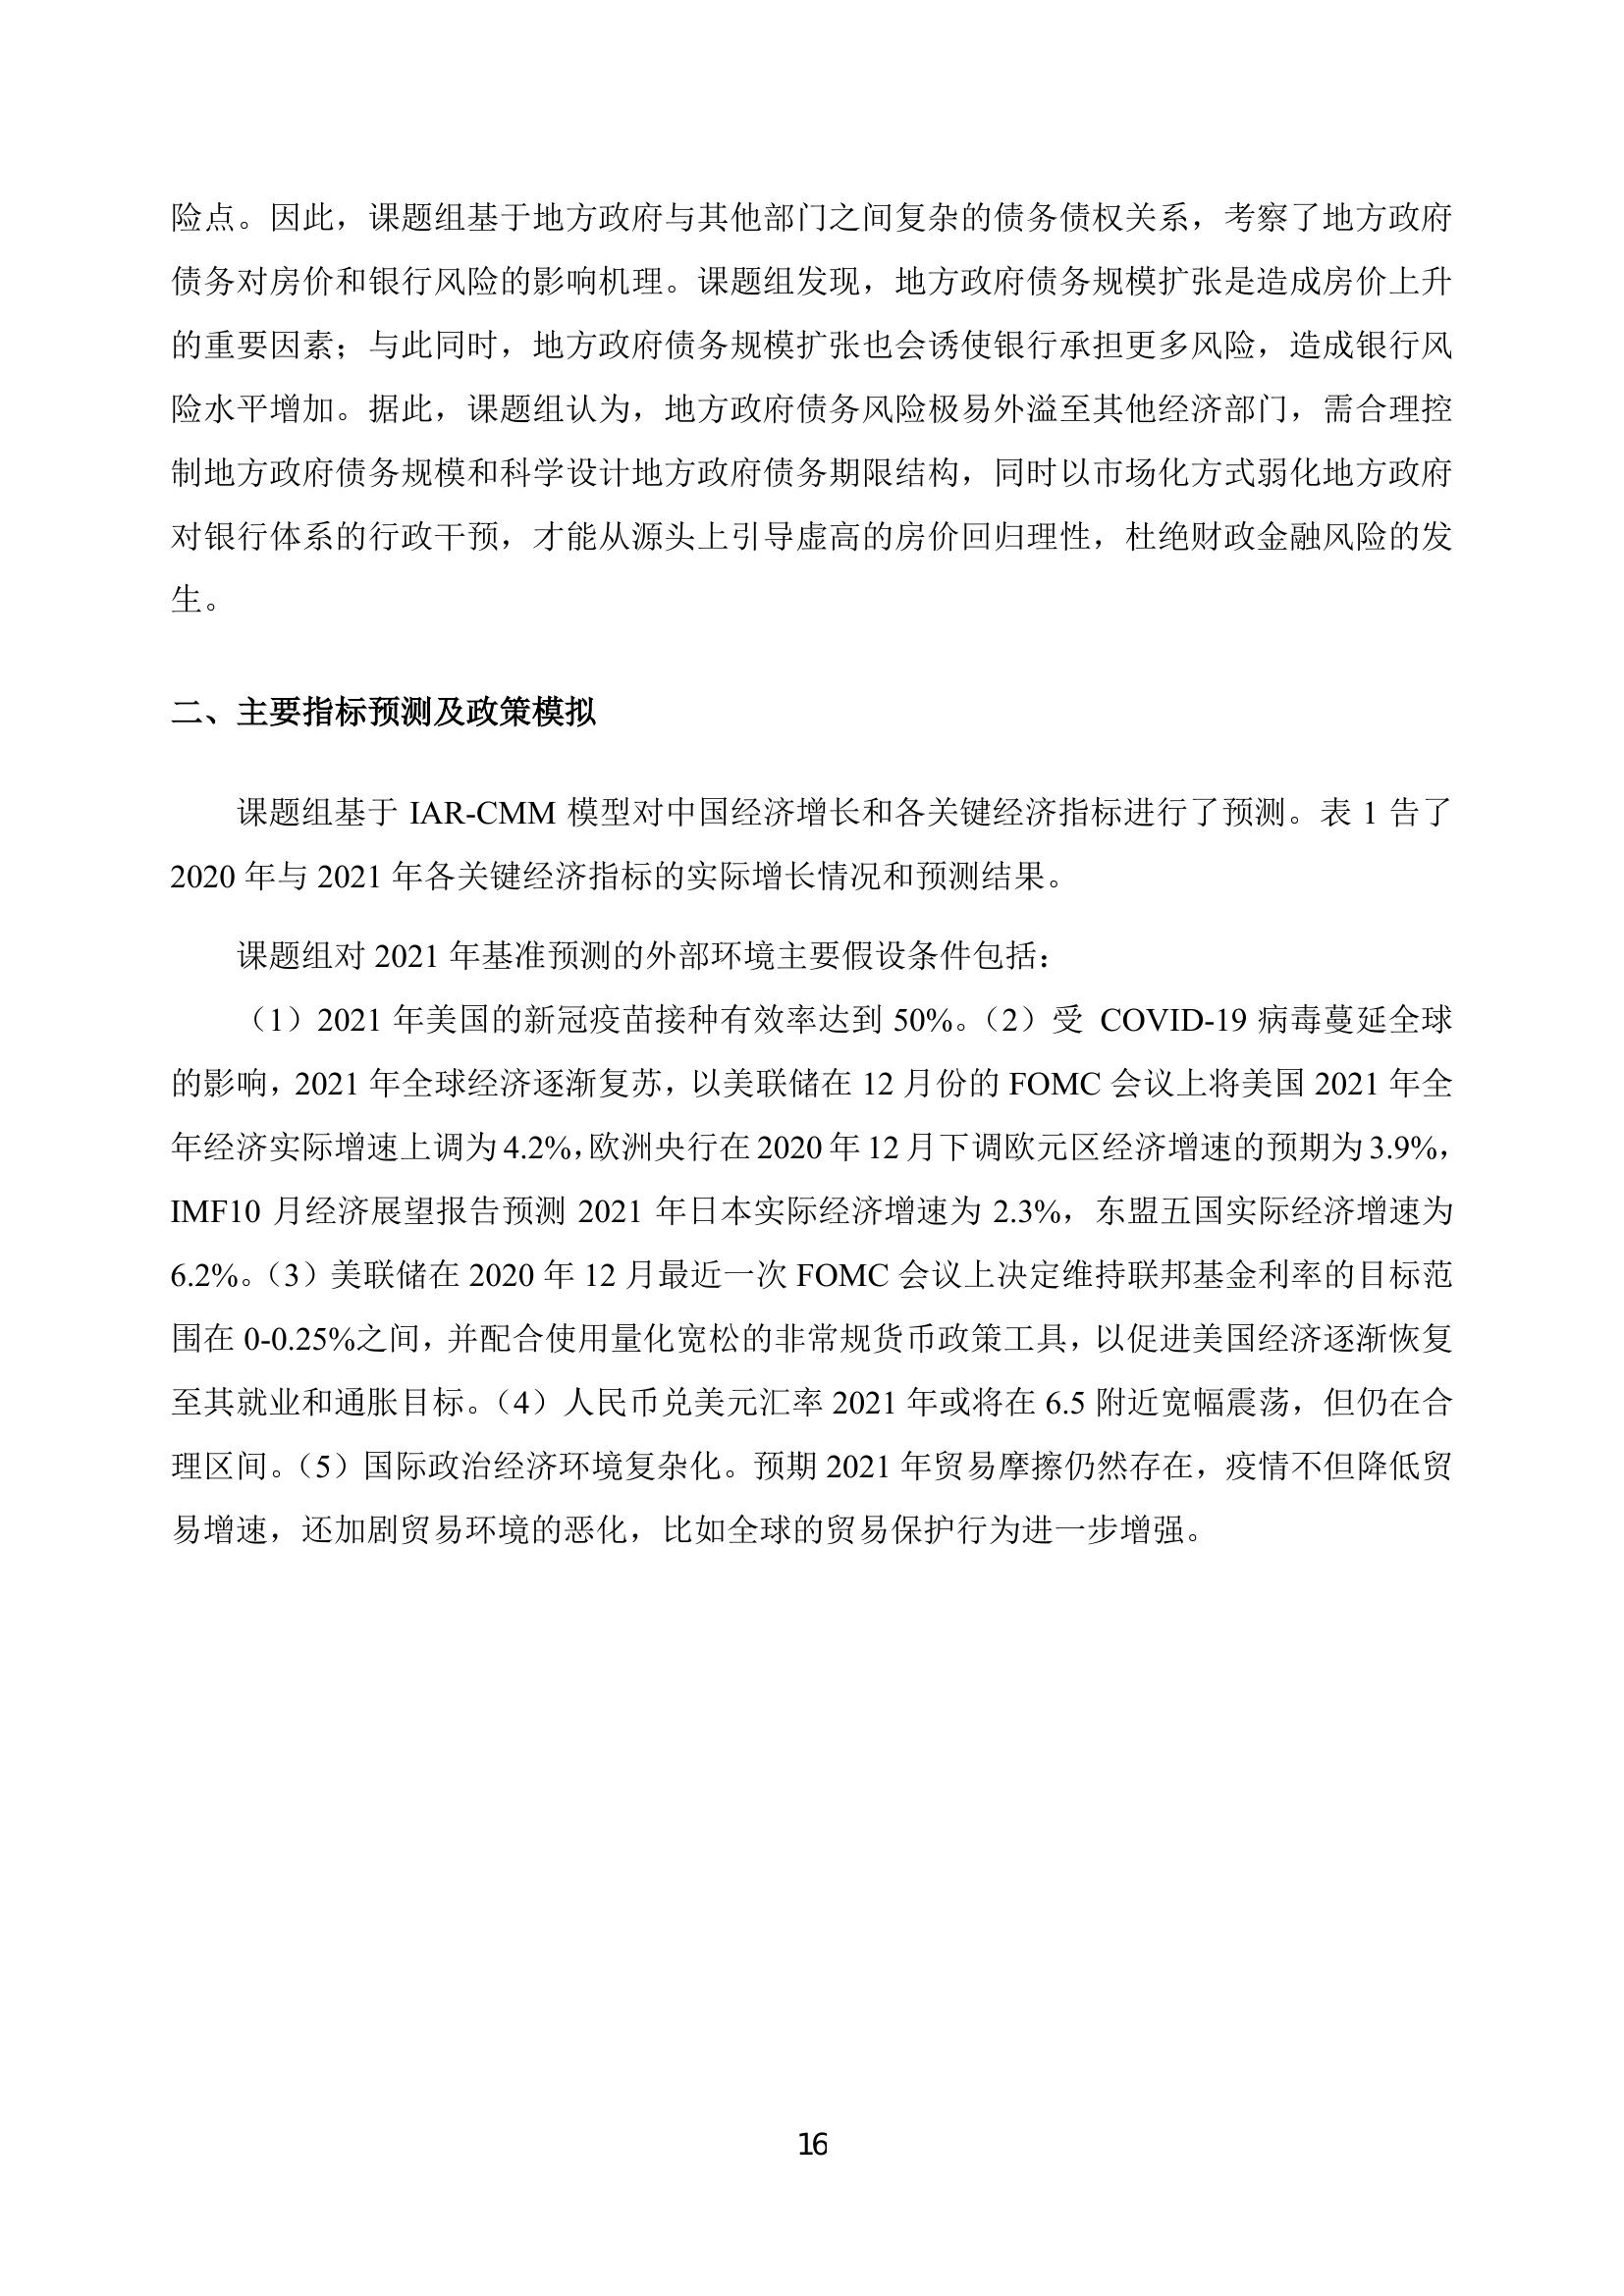 险点。因此，课题组基于地方政府与其他部门之间复杂的债务债权关系，考察了地方政府
债务对房价和银行风险的影响机理。课题组发现，地方政府债务规模扩张是造成房价上升
的重要因素；与此同时，地方政府债务规模扩张也会诱使银行承担更多风险，造成银行风
险水平增加。据此，课题组认为，地方政府债务风险极易外溢至其他经济部门，需合理控
制地方政府债务规模和科学设计地方政府债务期限结构，同时以市场化方式弱化地方政府
对银行体系的行政干预，才能从源头上引导虚高的房价回归理性，杜绝财政金融风险的发
生。
二、主要指标预测及政策模拟
课题组基于 IAR-CMM 模型对中国经济增长和各关键经济指标进行了预测。表 1 告了
2020 年与 2021 年各关键经济指标的实际增长情况和预测结果。
课题组对 2021 年基准预测的外部环境主要假设条件包括：
（1）2021 年美国的新冠疫苗接种有效率达到 50%。（2）受 COVID-19 病毒蔓延全球
的影响，2021 年全球经济逐渐复苏，以美联储在 12 月份的 FOMC 会议上将美国 2021 年全
年经济实际增速上调为 4.2%，欧洲央行在 2020 年 12 月下调欧元区经济增速的预期为 3.9%，
IMF10 月经济展望报告预测 2021 年日本实际经济增速为 2.3%，东盟五国实际经济增速为
6.2%。（3）美联储在 2020 年 12 月最近一次 FOMC 会议上决定维持联邦基金利率的目标范
围在 0-0.25%之间，并配合使用量化宽松的非常规货币政策工具，以促进美国经济逐渐恢复
至其就业和通胀目标。（4）人民币兑美元汇率 2021 年或将在 6.5 附近宽幅震荡，但仍在合
理区间。（5）国际政治经济环境复杂化。预期 2021 年贸易摩擦仍然存在，疫情不但降低贸
易增速，还加剧贸易环境的恶化，比如全球的贸易保护行为进一步增强。
16